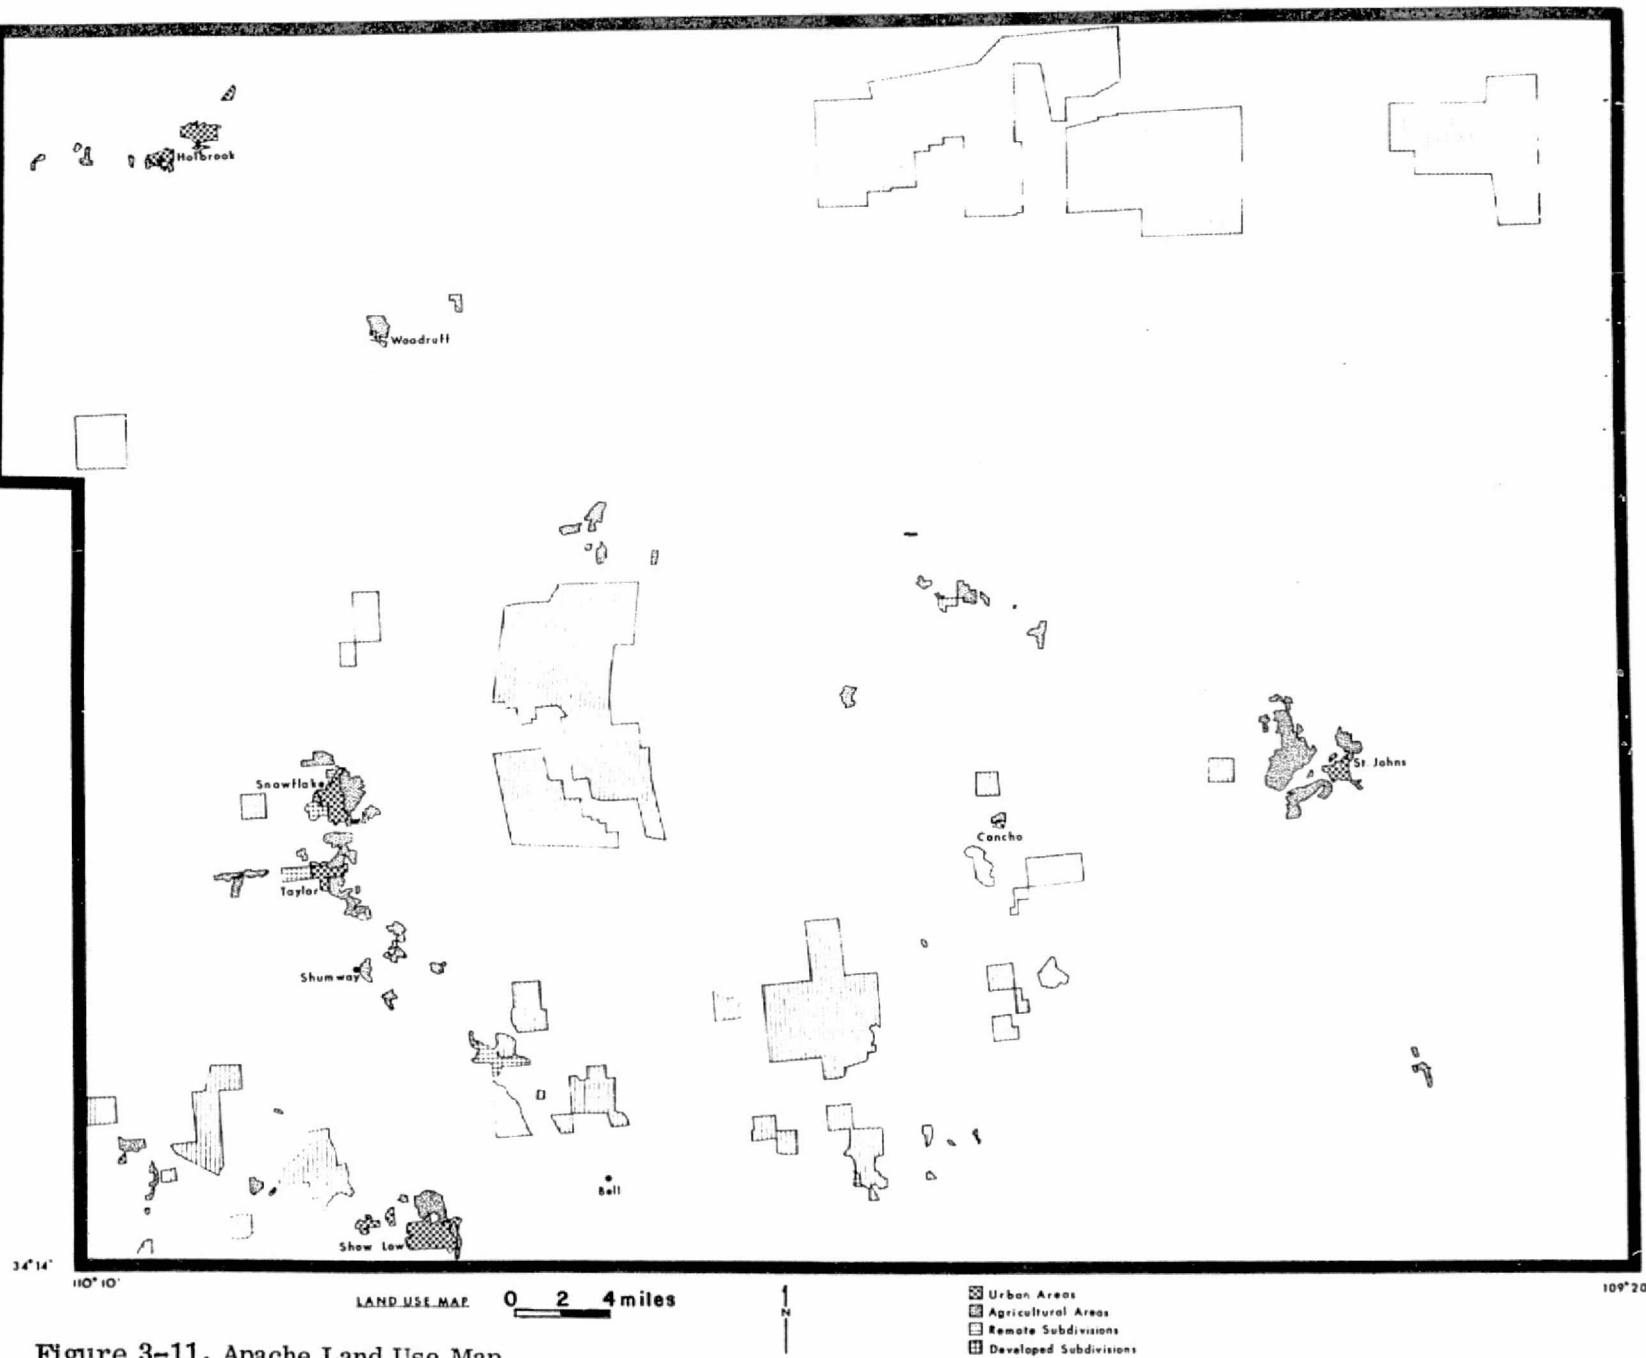 Holbrook
Woodruff
Snowflake
St. Johns
Concho
Taylor
Shumway
Bell
Show Low
34°14'
110°10'
109°20
LAND USE MAP
0 2 4 miles
N
Urban Areas
Agricultural Areas
Remote Subdivisions
Developed Subdivisions
Figure 3-11. Apache Land Use Map